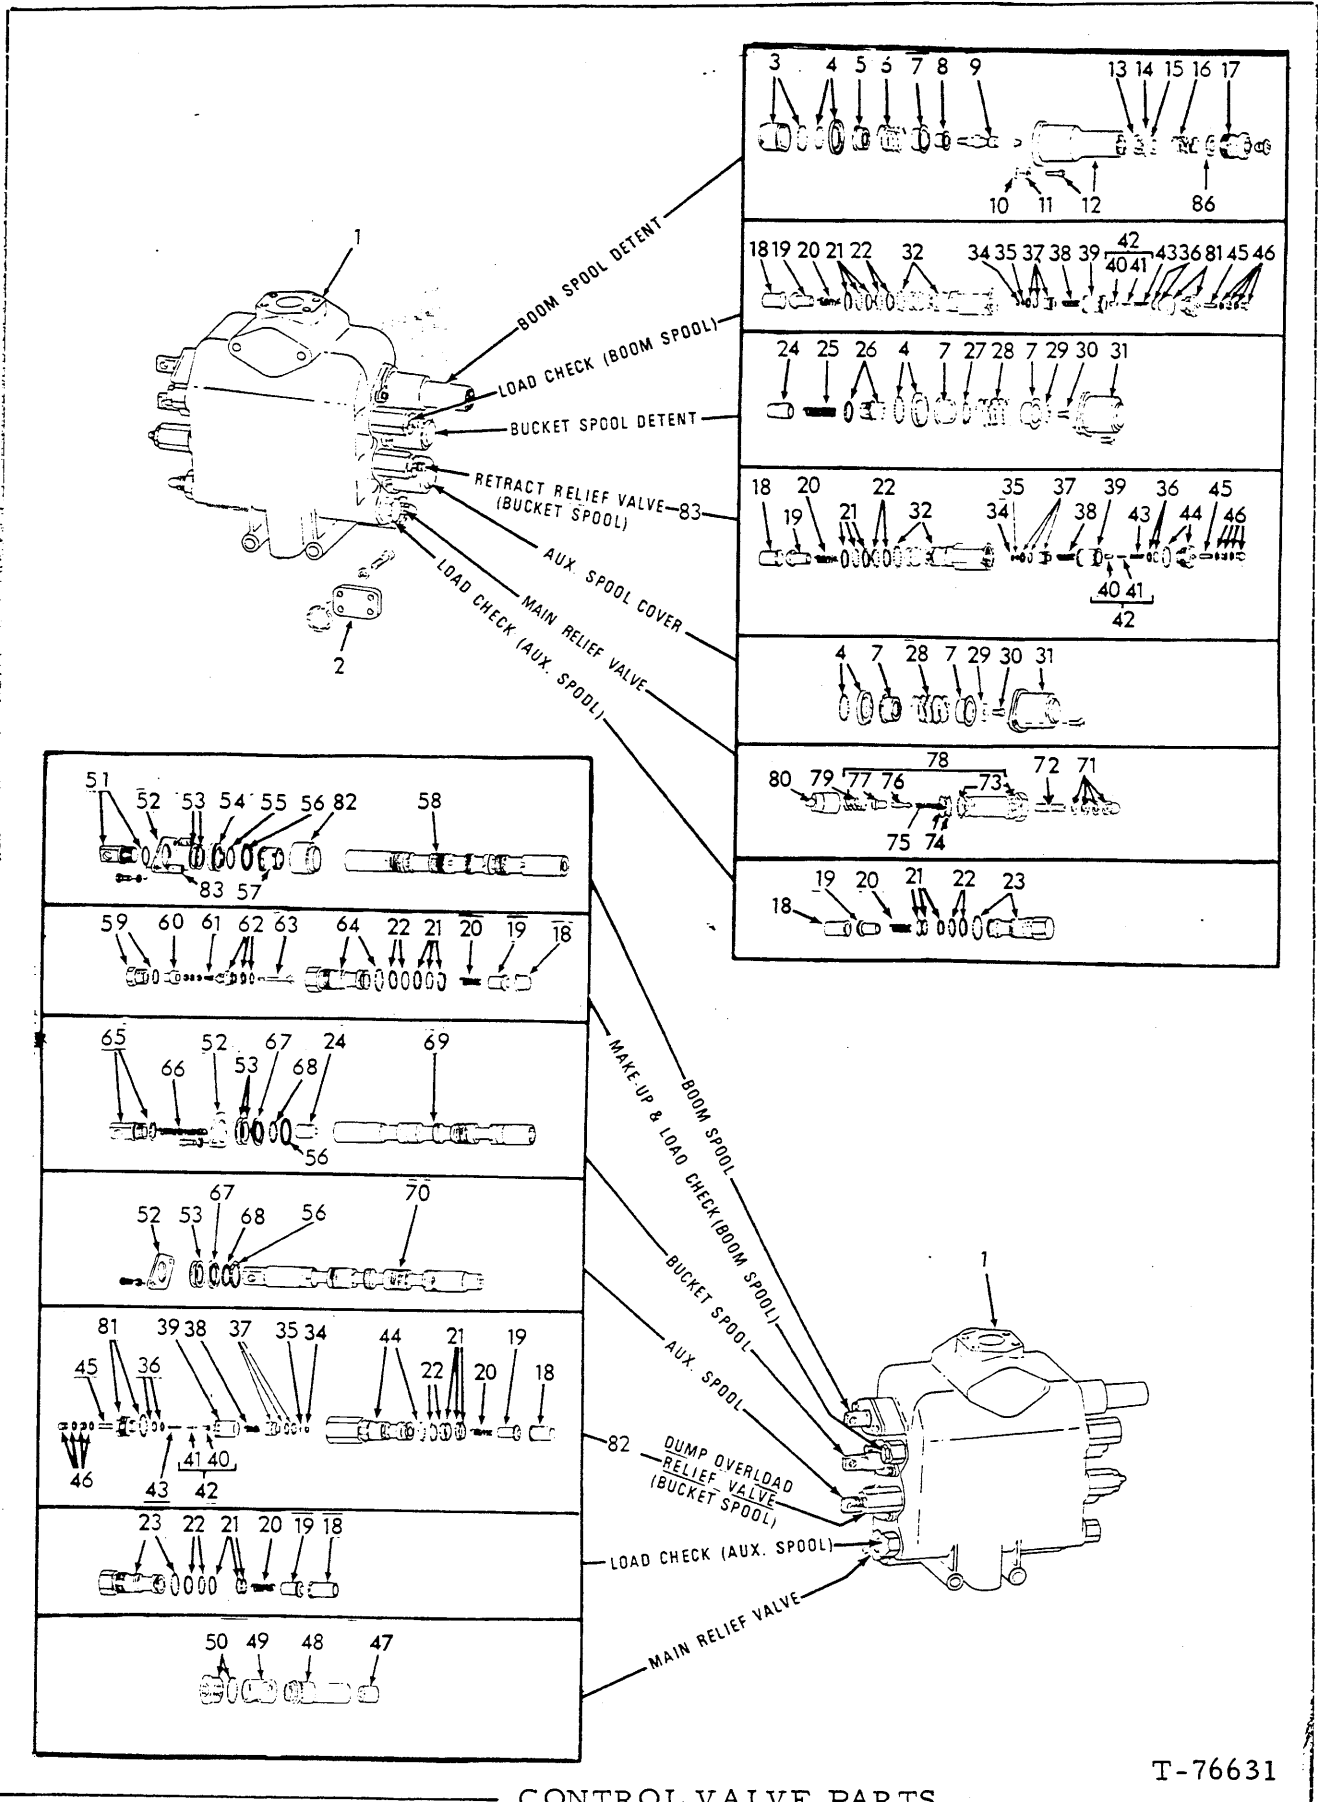 3 4 5 6 7 8 9 13 14 15 16 17
10 11 12 86
1
BOOM SPOOL DETENT
42
18 19 20 21 22 32 34 35 37 38 39 40 41 43 36 81 45 46
LOAD CHECK (BOOM SPOOL)
24 25 26 4 7 27 28 7 29 30 31
BUCKET SPOOL DETENT
18 20 22 35 37 39 36 45
19 21 32 34 38 43 44 46
40 41
42
RETRACT RELIEF VALVE 83
(BUCKET SPOOL)
AUX. SPOOL COVER
4 7 28 7 29 30 31
MAIN RELIEF VALVE
LOAD CHECK (AUX. SPOOL)
2
78
80 79 77 76 73 72 71
75 74
18 19 20 21 22 23
51 52 53 54 55 56 82 58
83 57
59 60 61 62 63 64 22 21 20 19 18
65 52 67 24 69
66 53 68
56
67 70
52 53 68 56
81 39 38 37 35 34 44 21 19
45 36 22 20 18
41 40
46 43 42
23 22 21 20 19 18
50 49 48 47
BOOM SPOOL
MAKE-UP & LOAD CHECK (BOOM SPOOL)
BUCKET SPOOL
AUX. SPOOL
1
82 DUMP OVERLOAD
RELIEF VALVE
(BUCKET SPOOL)
LOAD CHECK (AUX. SPOOL)
MAIN RELIEF VALVE
T-76631
CONTROL VALVE PARTS